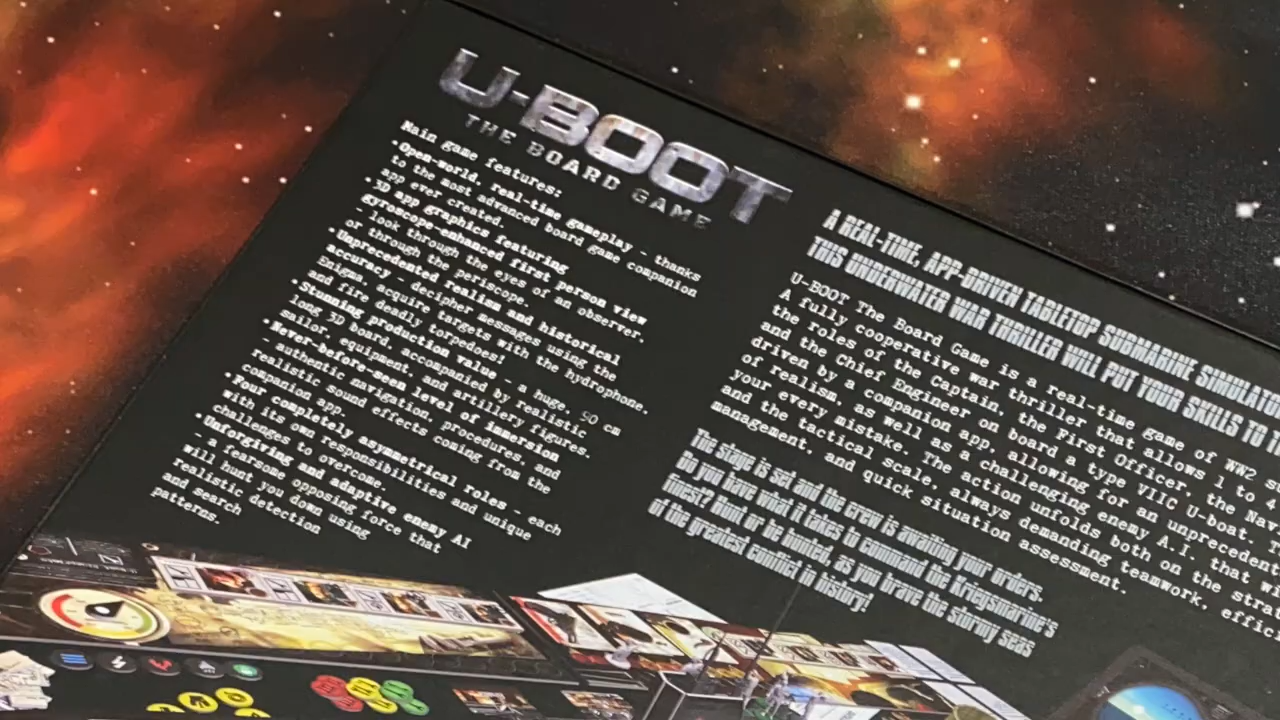 U-BOOT
THE BOARD GAME
Main game features:
•Open-world, real-time gameplay - thanks
to the most advanced board game companion
app ever created.
•3D app graphics featuring
gyroscope-enhanced first person view
- look through the eyes of an observer,
or through the periscope.
•Unprecedented realism and historical
accuracy - decipher messages using the
Enigma, acquire targets with the hydrophone,
and fire deadly torpedoes!
•Stunning production value - a huge, 90 cm
long 3D board, accompanied by realistic
sailor, equipment, and artillery figures.
•Never-before-seen level of immersion
- authentic navigation, procedures, and
realistic sound effects coming from the
companion app.
•Four completely asymmetrical roles - each
with its own responsibilities and unique
challenges to overcome.
•Unforgiving and adaptive enemy AI
- a fearsome opposing force that
will hunt you down using
realistic detection
and search
patterns.
A REAL-TIME, APP-DRIVEN TABLETOP SUBMARINE
THIS UNDERWATER WAR THRILLER WILL PUT YOUR SKILLS TO
U-BOOT The Board Game is a real-time game of WW2
A fully cooperative war thriller that allows 1 to 4
the roles of the Captain, the First Officer, the
and the Chief Engineer on board a type VIIC U-boat.
driven by a companion app, allowing for an
of realism, as well as a challenging enemy A.I. that
your every mistake. The action unfolds both on the
and the tactical scale, always demanding teamwork,
management, and quick situation assessment.
The stage is set and the crew is awaiting your orders.
Do you have what it takes to command the Kriegsmarine's
finest? Hunt or be hunted, as you brave the stormy seas
of the greatest conflict in history!